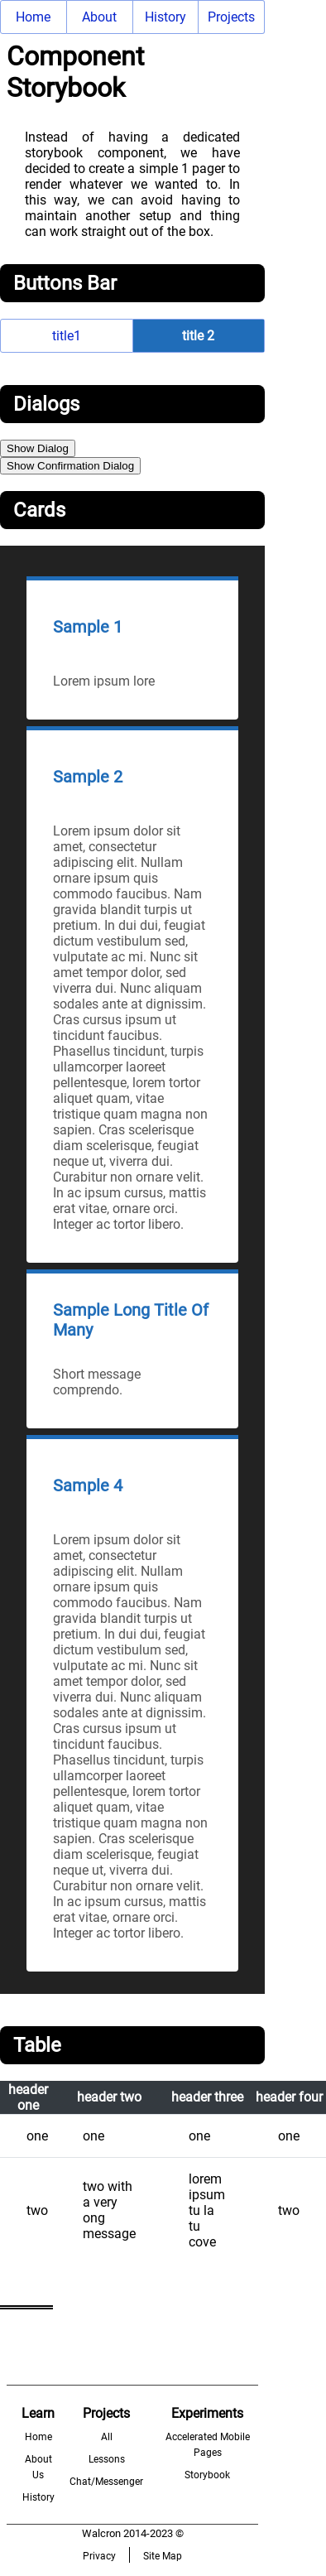 Home About History Projects
Component
Storybook
Instead of having a dedicated
storybook component, we have
decided to create a simple 1 pager to
render whatever we wanted to. In
this way, we can avoid having to
maintain another setup and thing
can work straight out of the box.
Buttons Bar
title1 title 2
Dialogs
Show Dialog
Show Confirmation Dialog
Cards
Sample 1
Lorem ipsum lore
Sample 2
Lorem ipsum dolor sit
amet, consectetur
adipiscing elit. Nullam
ornare ipsum quis
commodo faucibus. Nam
gravida blandit turpis ut
pretium. In dui dui, feugiat
dictum vestibulum sed,
vulputate ac mi. Nunc sit
amet tempor dolor, sed
viverra dui. Nunc aliquam
sodales ante at dignissim.
Cras cursus ipsum ut
tincidunt faucibus.
Phasellus tincidunt, turpis
ullamcorper laoreet
pellentesque, lorem tortor
aliquet quam, vitae
tristique quam magna non
sapien. Cras scelerisque
diam scelerisque, feugiat
neque ut, viverra dui.
Curabitur non ornare velit.
In ac ipsum cursus, mattis
erat vitae, ornare orci.
Integer ac tortor libero.
Sample Long Title Of
Many
Short message
comprendo.
Sample 4
Lorem ipsum dolor sit
amet, consectetur
adipiscing elit. Nullam
ornare ipsum quis
commodo faucibus. Nam
gravida blandit turpis ut
pretium. In dui dui, feugiat
dictum vestibulum sed,
vulputate ac mi. Nunc sit
amet tempor dolor, sed
viverra dui. Nunc aliquam
sodales ante at dignissim.
Cras cursus ipsum ut
tincidunt faucibus.
Phasellus tincidunt, turpis
ullamcorper laoreet
pellentesque, lorem tortor
aliquet quam, vitae
tristique quam magna non
sapien. Cras scelerisque
diam scelerisque, feugiat
neque ut, viverra dui.
Curabitur non ornare velit.
In ac ipsum cursus, mattis
erat vitae, ornare orci.
Integer ac tortor libero.
Table
header
one
header two header three header four
one one one one
two
two with
a very
ong
message
lorem
ipsum
tu la
tu
cove
two
Learn
Home
About
Us
History
Projects
All
Lessons
Chat/Messenger
Experiments
Accelerated Mobile
Pages
Storybook
Walcron 2014-2023 ©
Privacy Site Map